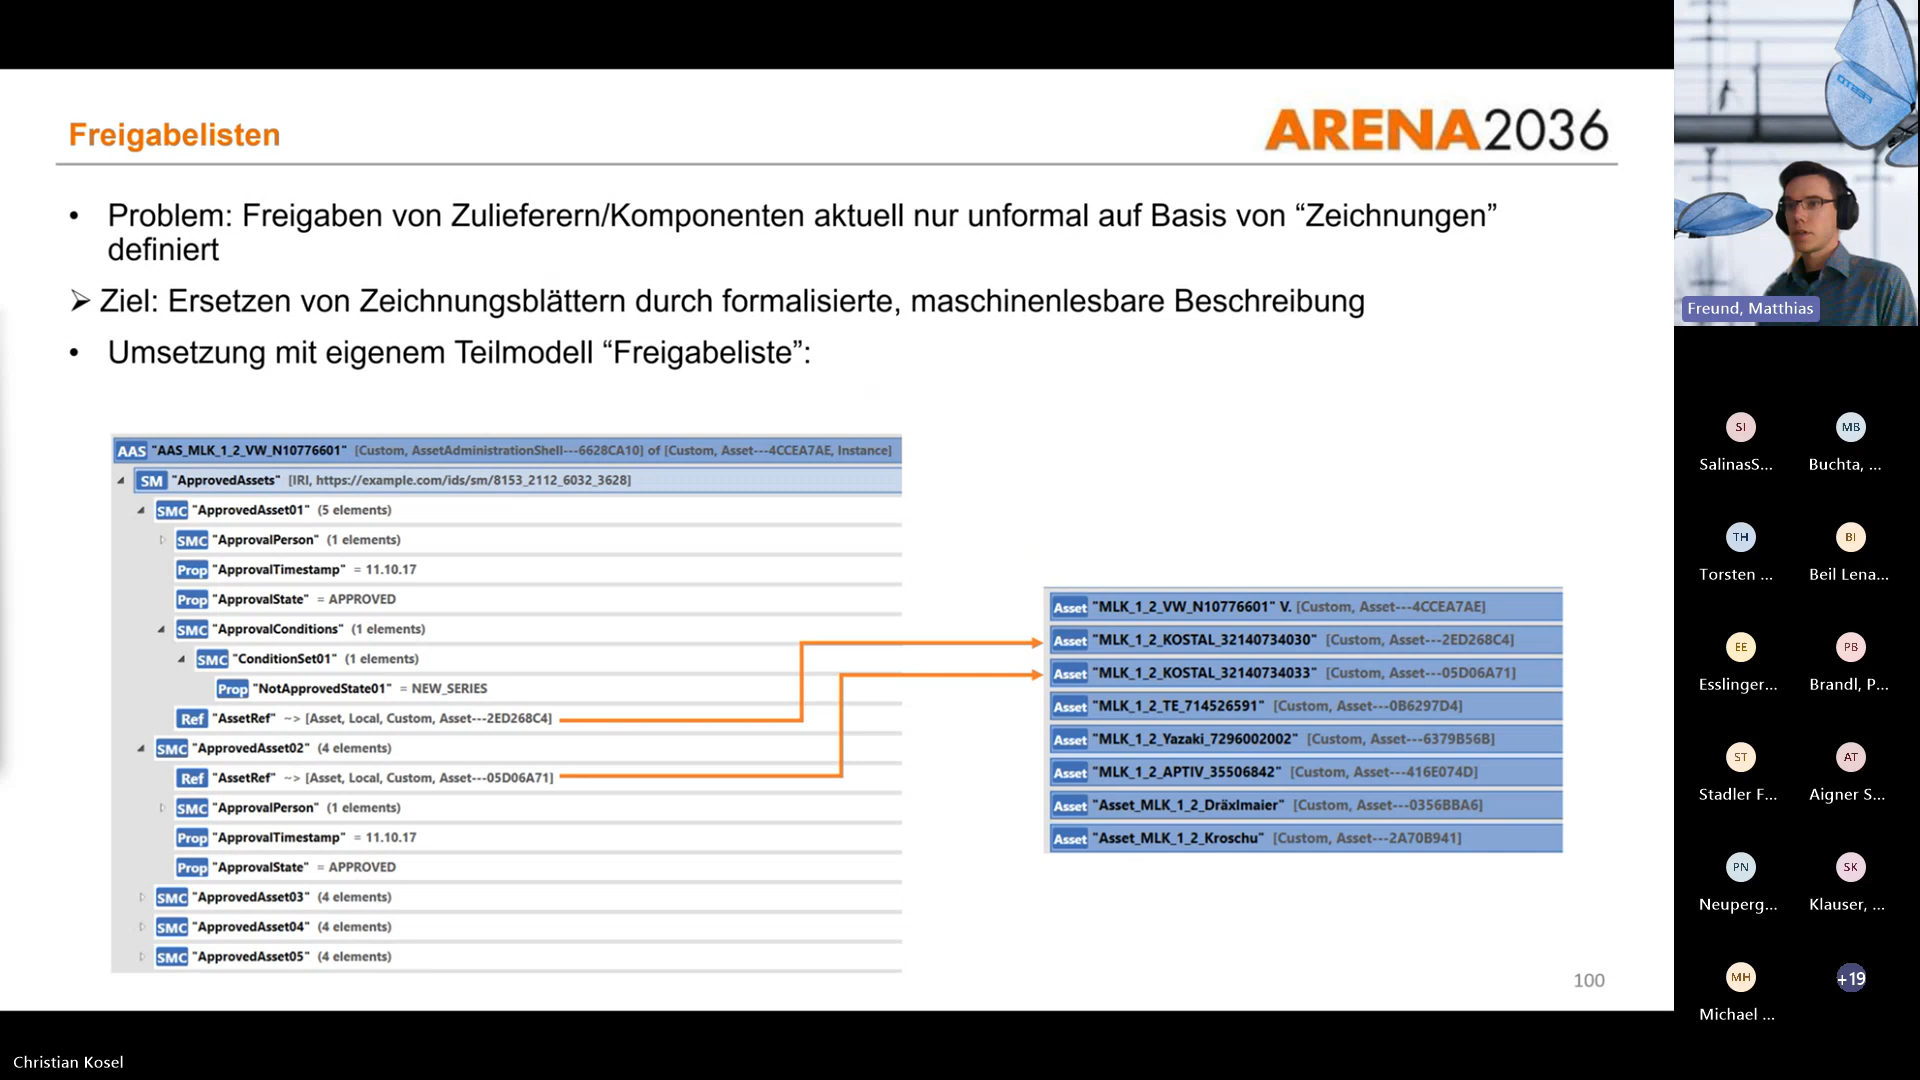 Freigabelisten
ARENA2036
• Problem: Freigaben von Zulieferern/Komponenten aktuell nur unformal auf Basis von “Zeichnungen”
definiert
➢ Ziel: Ersetzen von Zeichnungsblättern durch formalisierte, maschinenlesbare Beschreibung
• Umsetzung mit eigenem Teilmodell “Freigabeliste”:
AAS "AAS_MLK_1_2_VW_N10776601" [Custom, AssetAdministrationShell---6628CA10] of [Custom, Asset---4CCEA7AE, Instance]
SM "ApprovedAssets" [IRI, https://example.com/ids/sm/8153_2112_6032_3628]
SMC "ApprovedAsset01" (5 elements)
SMC "ApprovalPerson" (1 elements)
Prop "ApprovalTimestamp" = 11.10.17
Prop "ApprovalState" = APPROVED
SMC "ApprovalConditions" (1 elements)
SMC "ConditionSet01" (1 elements)
Prop "NotApprovedState01" = NEW_SERIES
Ref "AssetRef" ~> [Asset, Local, Custom, Asset---2ED268C4]
SMC "ApprovedAsset02" (4 elements)
Ref "AssetRef" ~> [Asset, Local, Custom, Asset---05D06A71]
SMC "ApprovalPerson" (1 elements)
Prop "ApprovalTimestamp" = 11.10.17
Prop "ApprovalState" = APPROVED
SMC "ApprovedAsset03" (4 elements)
SMC "ApprovedAsset04" (4 elements)
SMC "ApprovedAsset05" (4 elements)
Asset "MLK_1_2_VW_N10776601" V. [Custom, Asset---4CCEA7AE]
Asset "MLK_1_2_KOSTAL_32140734030" [Custom, Asset---2ED268C4]
Asset "MLK_1_2_KOSTAL_32140734033" [Custom, Asset---05D06A71]
Asset "MLK_1_2_TE_714526591" [Custom, Asset---0B6297D4]
Asset "MLK_1_2_Yazaki_7296002002" [Custom, Asset---6379B56B]
Asset "MLK_1_2_APTIV_35506842" [Custom, Asset---416E074D]
Asset "Asset_MLK_1_2_Dräxlmaier" [Custom, Asset---0356BBA6]
Asset "Asset_MLK_1_2_Kroschu" [Custom, Asset---2A70B941]
100
Freund, Matthias
SI
MB
SalinasS...
Buchta, ...
TH
BI
Torsten ...
Beil Lena...
EE
PB
Esslinger...
Brandl, P...
ST
AT
Stadler F...
Aigner S...
PN
SK
Neuperg...
Klauser, ...
MH
+19
Michael ...
Christian Kosel